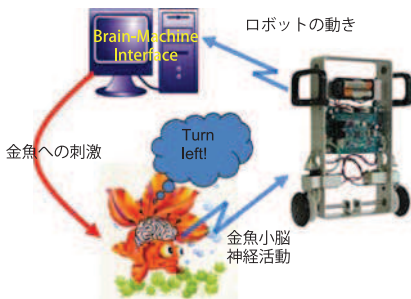 ロボットの動き
Brain-Machine
Interface
金魚への刺激
Turn
left!
金魚小脳
神経活動